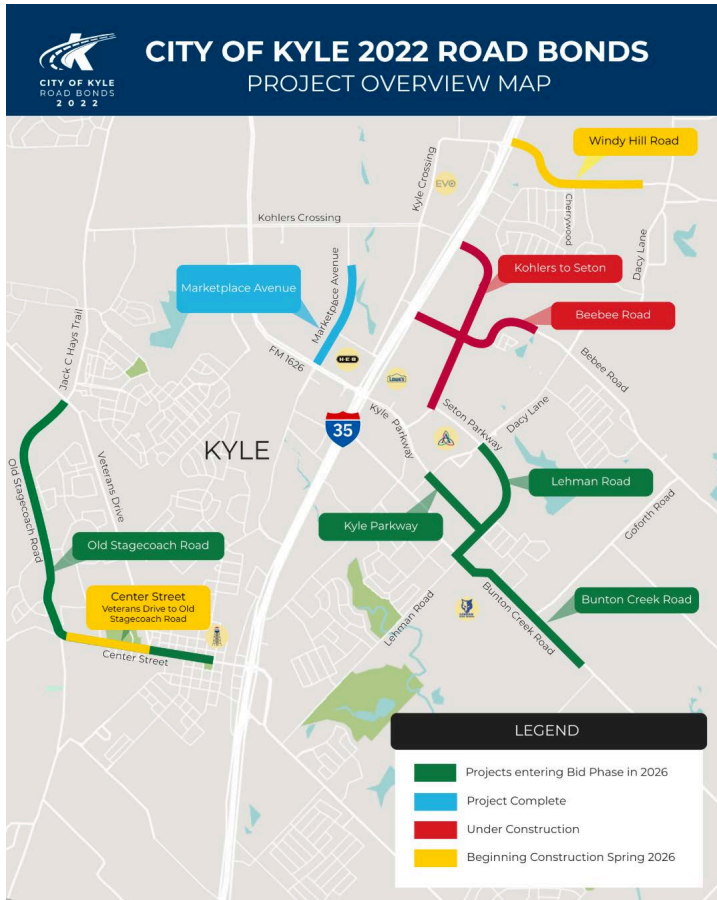 CITY OF KYLE
ROAD BONDS
2022
CITY OF KYLE 2022 ROAD BONDS
PROJECT OVERVIEW MAP
Windy Hill Road
Kyle Crossing
EVO
Cherrywood
Kohlers Crossing
Dacy Lane
Kohlers to Seton
Marketplace Avenue
Marketplace Avenue
Beebee Road
Jack C Hays Trail
FM 1626
H-E-B
Bebee Road
LOWE'S
Kyle Parkway
Seton Parkway
Dacy Lane
35
KYLE
Old Stagecoach Road
Veterans Drive
Lehman Road
Goforth Road
Kyle Parkway
Old Stagecoach Road
Center Street
Veterans Drive to Old
Stagecoach Road
Bunton Creek Road
Lehman Road
Bunton Creek Road
Center Street
LEGEND
Projects entering Bid Phase in 2026
Project Complete
Under Construction
Beginning Construction Spring 2026